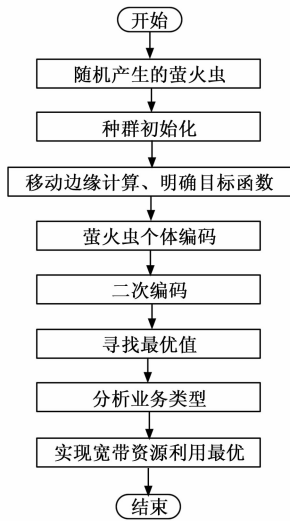 开始
随机产生的萤火虫
种群初始化
移动边缘计算、明确目标函数
萤火虫个体编码
二次编码
寻找最优值
分析业务类型
实现宽带资源利用最优
结束